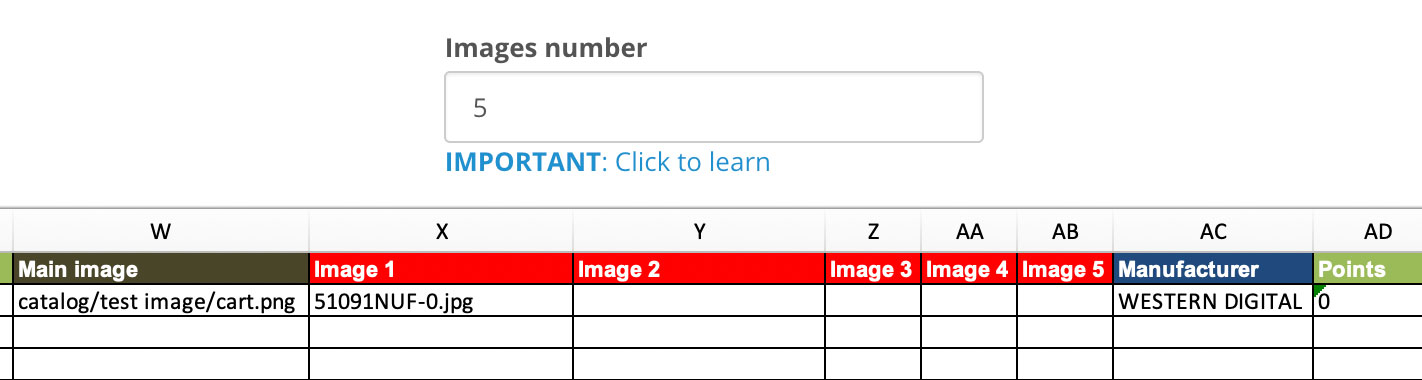 Images number
5
IMPORTANT: Click to learn
W X Y Z AA AB AC AD
Main image Image 1 Image 2 Image 3 Image 4 Image 5 Manufacturer Points
catalog/test image/cart.png 51091NUF-0.jpg WESTERN DIGITAL 0